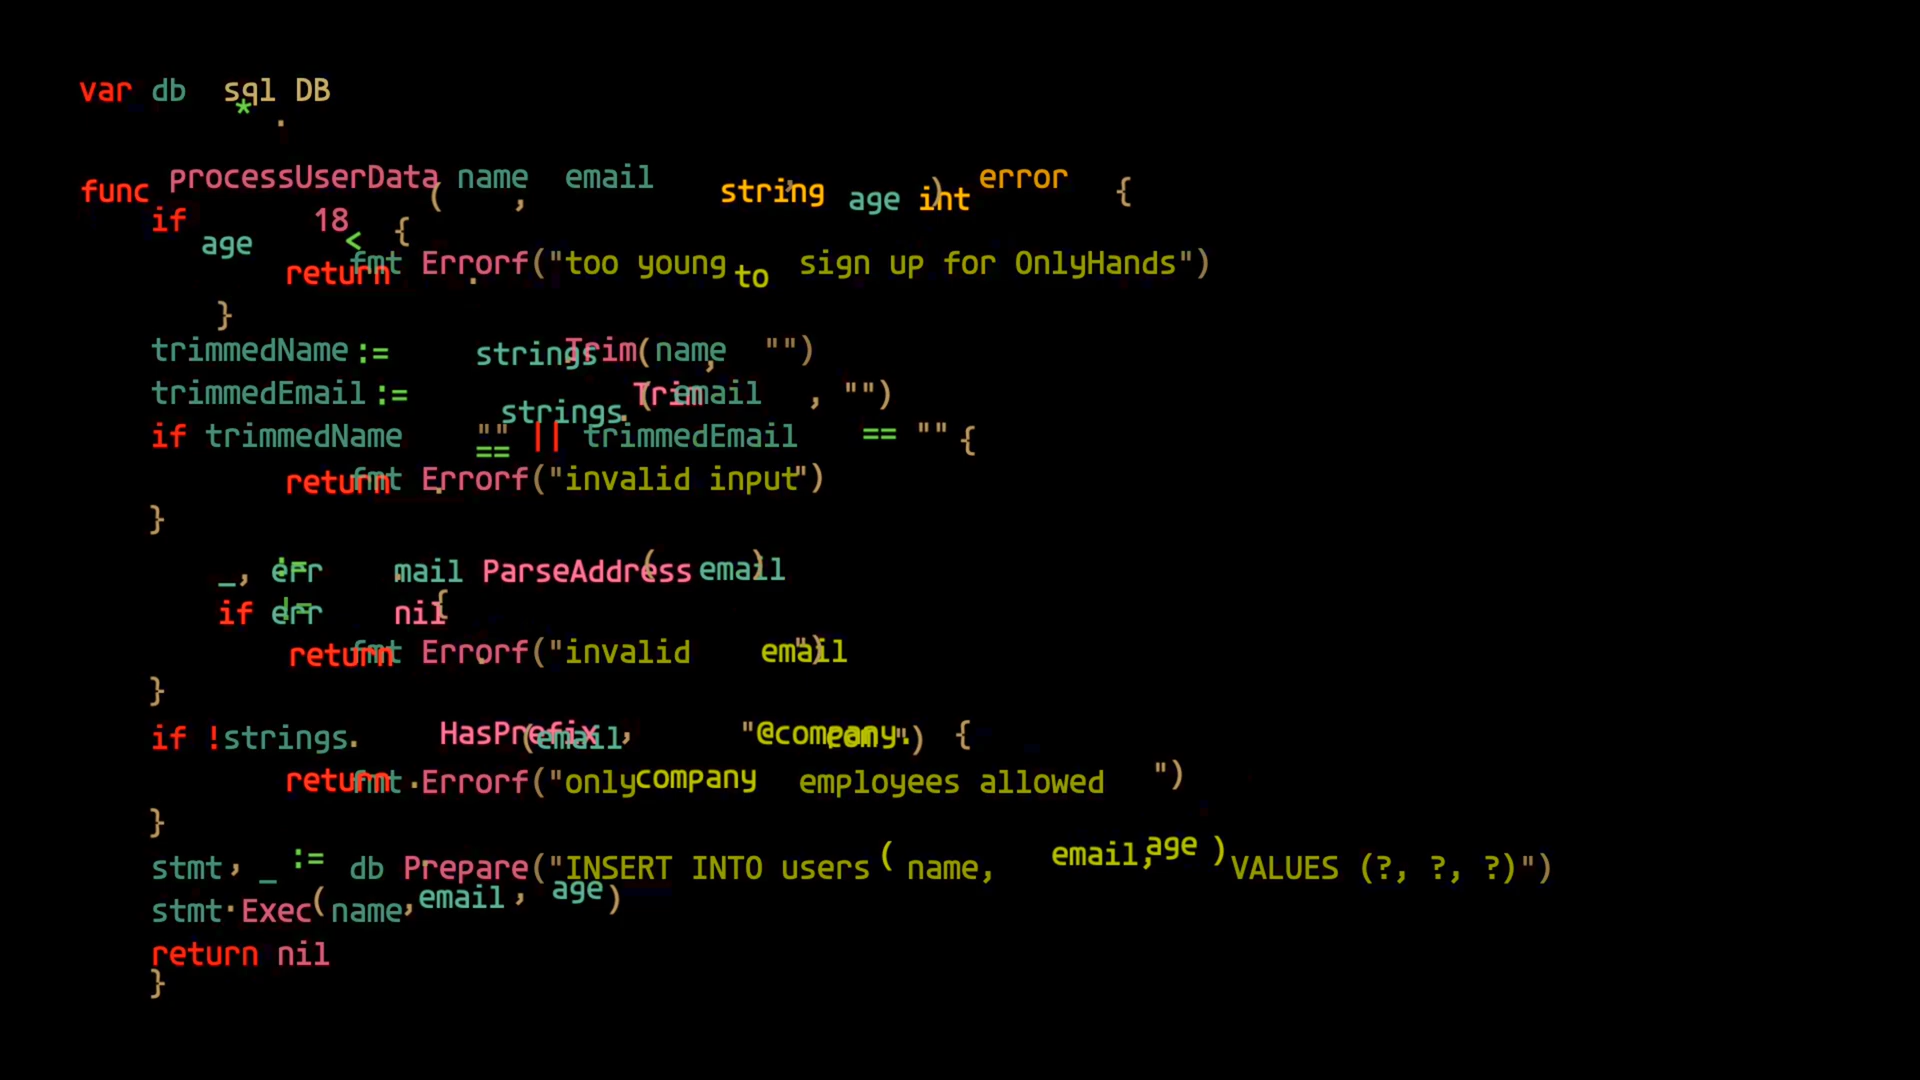 var db *sql.DB
func processUserData(name, email string, age int) error {
if age < 18 {
return fmt.Errorf("too young to sign up for OnlyHands")
}
trimmedName := strings.Trim(name, "")
trimmedEmail := strings.Trim(email, "")
if trimmedName == "" || trimmedEmail == "" {
return fmt.Errorf("invalid input")
}
_, err := mail.ParseAddress(email)
if err != nil {
return fmt.Errorf("invalid email")
}
if !strings.HasPrefix(email, "@company.com") {
return fmt.Errorf("only company employees allowed")
}
stmt, _ := db.Prepare("INSERT INTO users (name, email, age) VALUES (?, ?, ?)")
stmt.Exec(name, email, age)
return nil
}